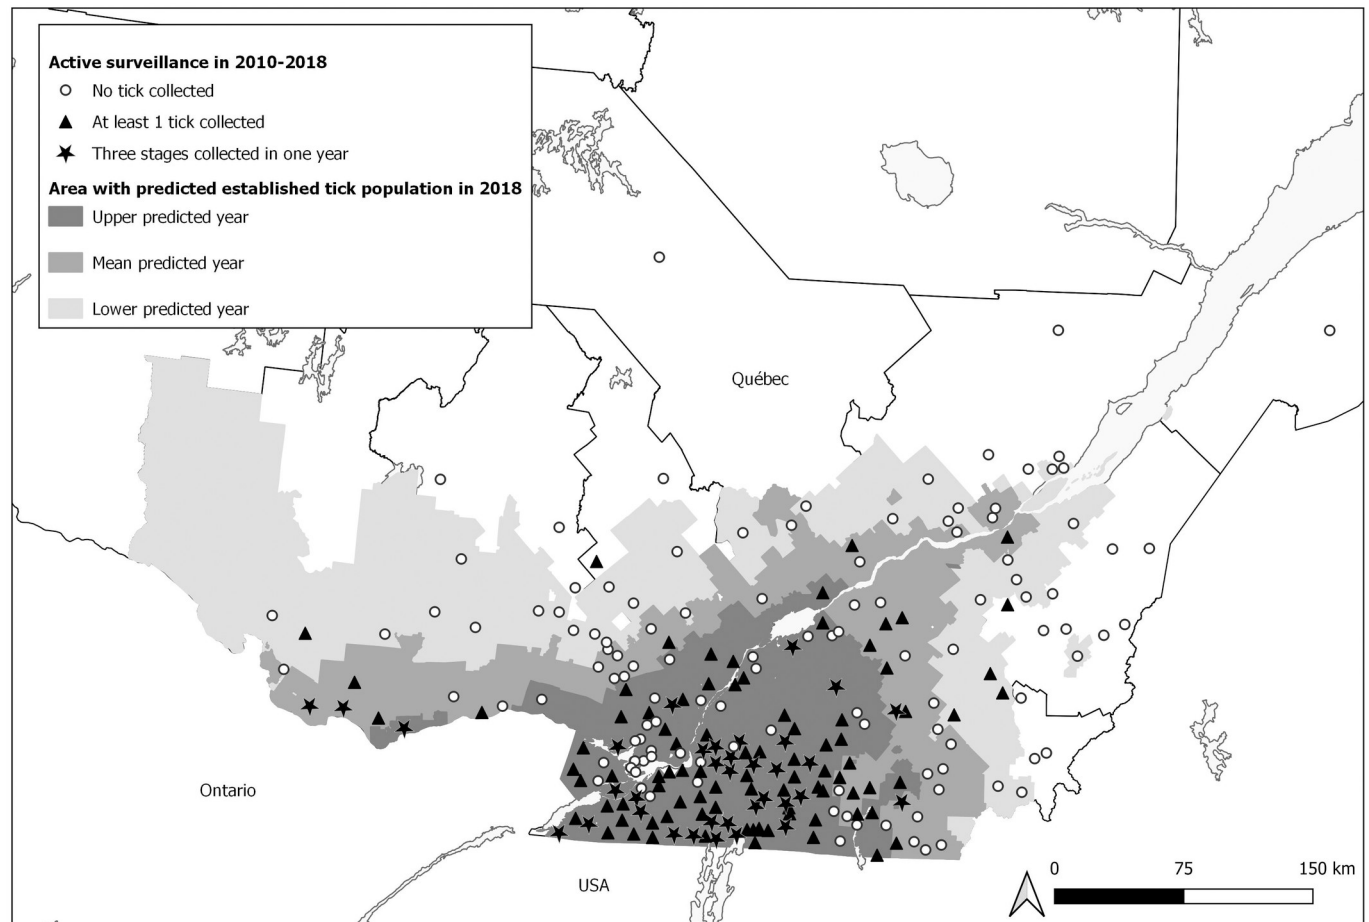 Active surveillance in 2010-2018
No tick collected
At least 1 tick collected
Three stages collected in one year
Area with predicted established tick population in 2018
Upper predicted year
Mean predicted year
Lower predicted year
Québec
Ontario
USA
0 75 150 km